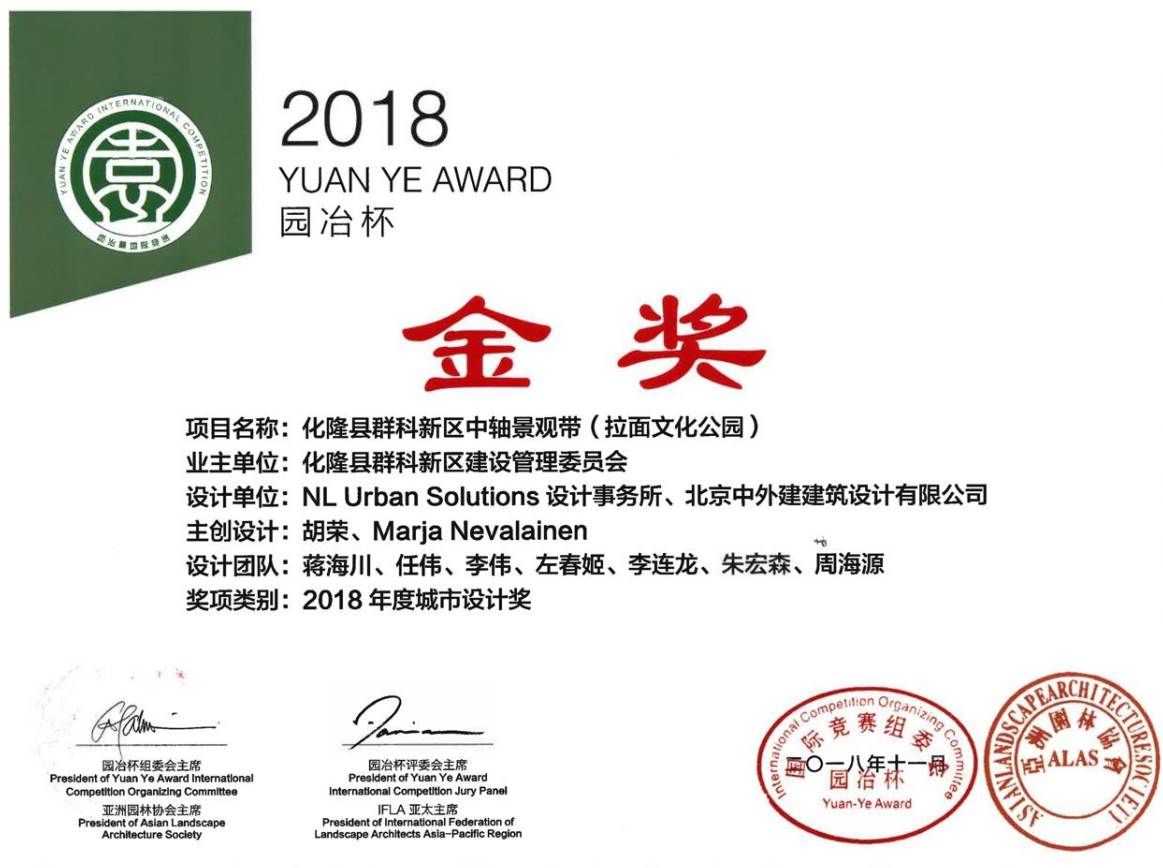 YUAN YE AWARD INTERNATIONAL COMPETITION
2018
YUAN YE AWARD
园冶杯
金奖
项目名称：化隆县群科新区中轴景观带（拉面文化公园）
业主单位：化隆县群科新区建设管理委员会
设计单位：NL Urban Solutions 设计事务所、北京中外建建筑设计有限公司
主创设计：胡荣、Marja Nevalainen
设计团队：蒋海川、任伟、李伟、左春姬、李连龙、朱宏森、周海源
奖项类别：2018 年度城市设计奖
园冶杯组委会主席
President of Yuan Ye Award International
Competition Organizing Committee
亚洲园林协会主席
President of Asian Landscape
Architecture Society
园冶杯评委会主席
President of Yuan Ye Award
International Competition Jury Panel
IFLA 亚太主席
President of International Federation of
Landscape Architects Asia–Pacific Region
International Competition Organizing Committee
国际竞赛组委会
二〇一八年十一月
园冶杯
Yuan-Ye Award
ASIAN LANDSCAPE ARCHITECTURE SOCIETY
亞洲園林協會
ALAS